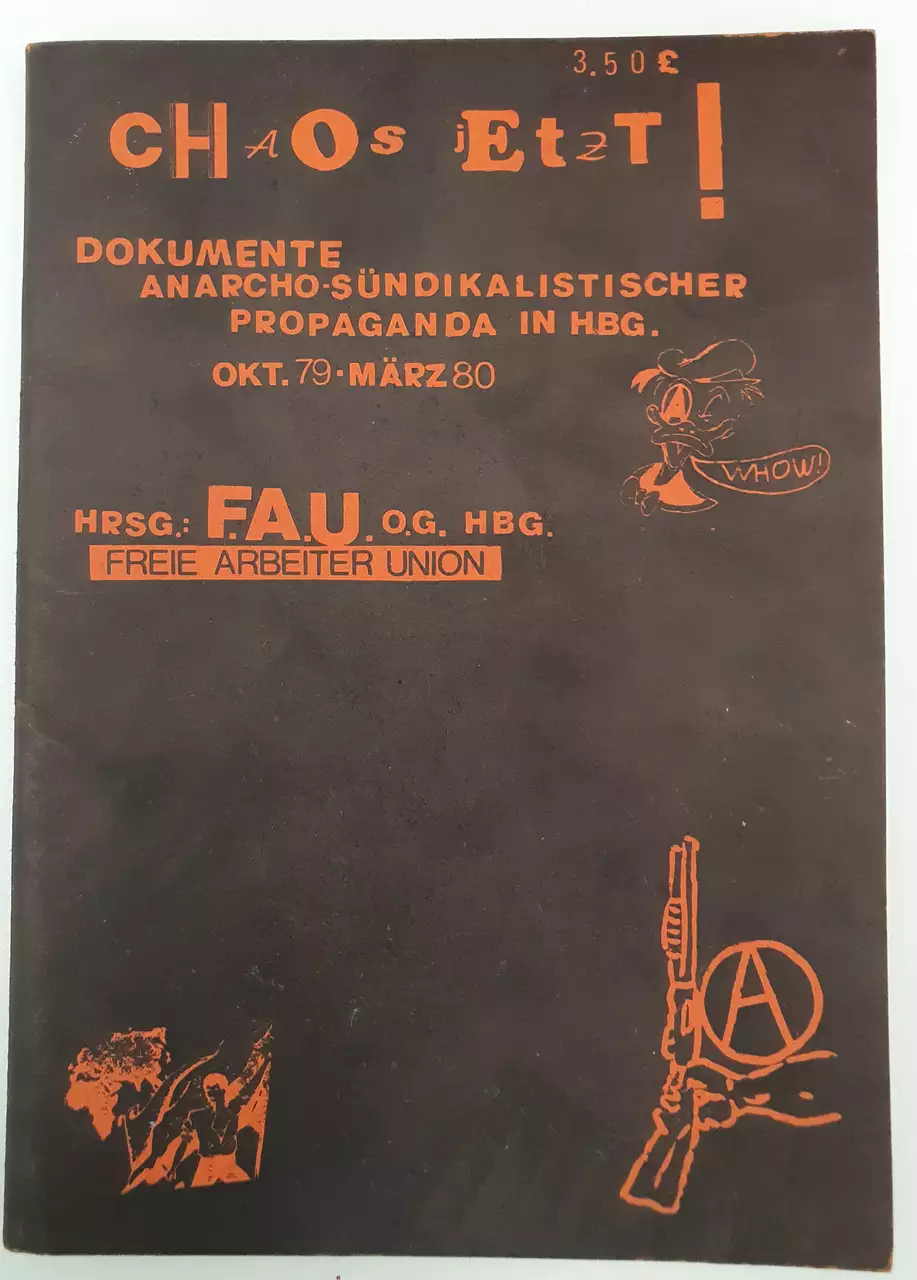 3.50 £
CHAOs jEtzT!
DOKUMENTE
ANARCHO-SÜNDIKALISTISCHER
PROPAGANDA IN HBG.
OKT. 79 · MÄRZ 80
A
WHOW!
HRSG.: F.A.U. O.G. HBG.
FREIE ARBEITER UNION
A